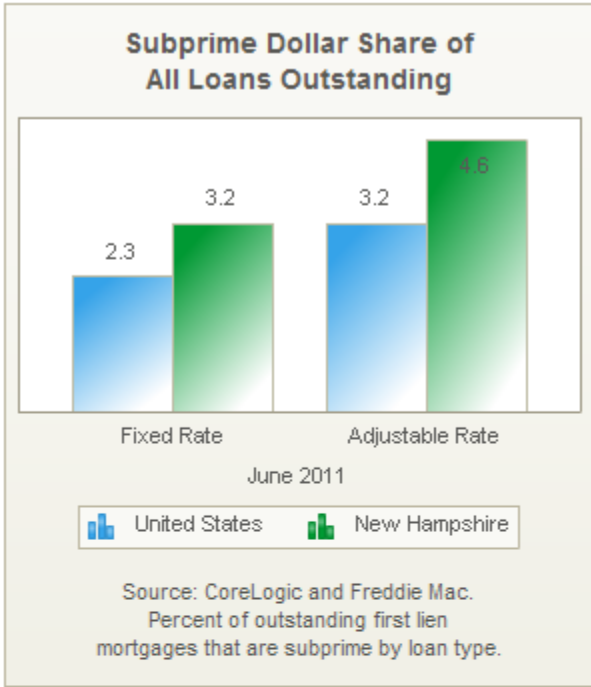 Subprime Dollar Share of
All Loans Outstanding
2.3
3.2
3.2
4.6
Fixed Rate
Adjustable Rate
June 2011
United States
New Hampshire
Source: CoreLogic and Freddie Mac.
Percent of outstanding first lien
mortgages that are subprime by loan type.